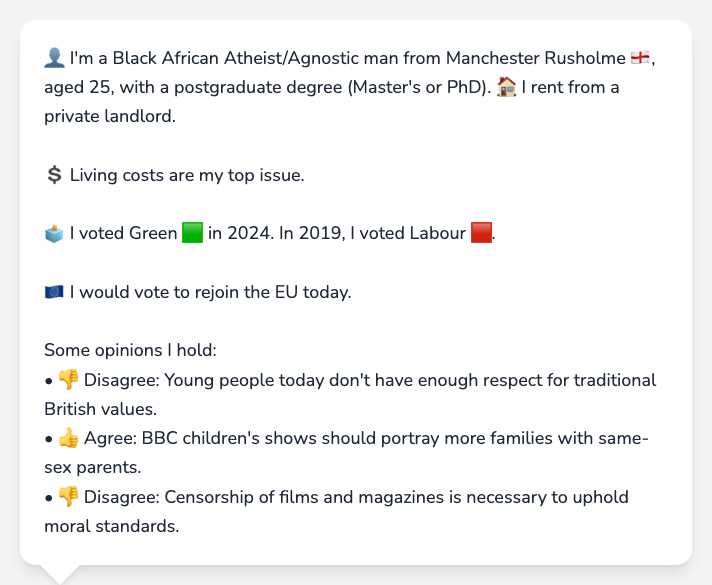 👤 I'm a Black African Atheist/Agnostic man from Manchester Rusholme 🏴󠁧󠁢󠁥󠁮󠁧󠁿,
aged 25, with a postgraduate degree (Master's or PhD). 🏠 I rent from a
private landlord.
💲 Living costs are my top issue.
🗳️ I voted Green 🟩 in 2024. In 2019, I voted Labour 🟥.
🇪🇺 I would vote to rejoin the EU today.
Some opinions I hold:
• 👎 Disagree: Young people today don't have enough respect for traditional
British values.
• 👍 Agree: BBC children's shows should portray more families with same-
sex parents.
• 👎 Disagree: Censorship of films and magazines is necessary to uphold
moral standards.